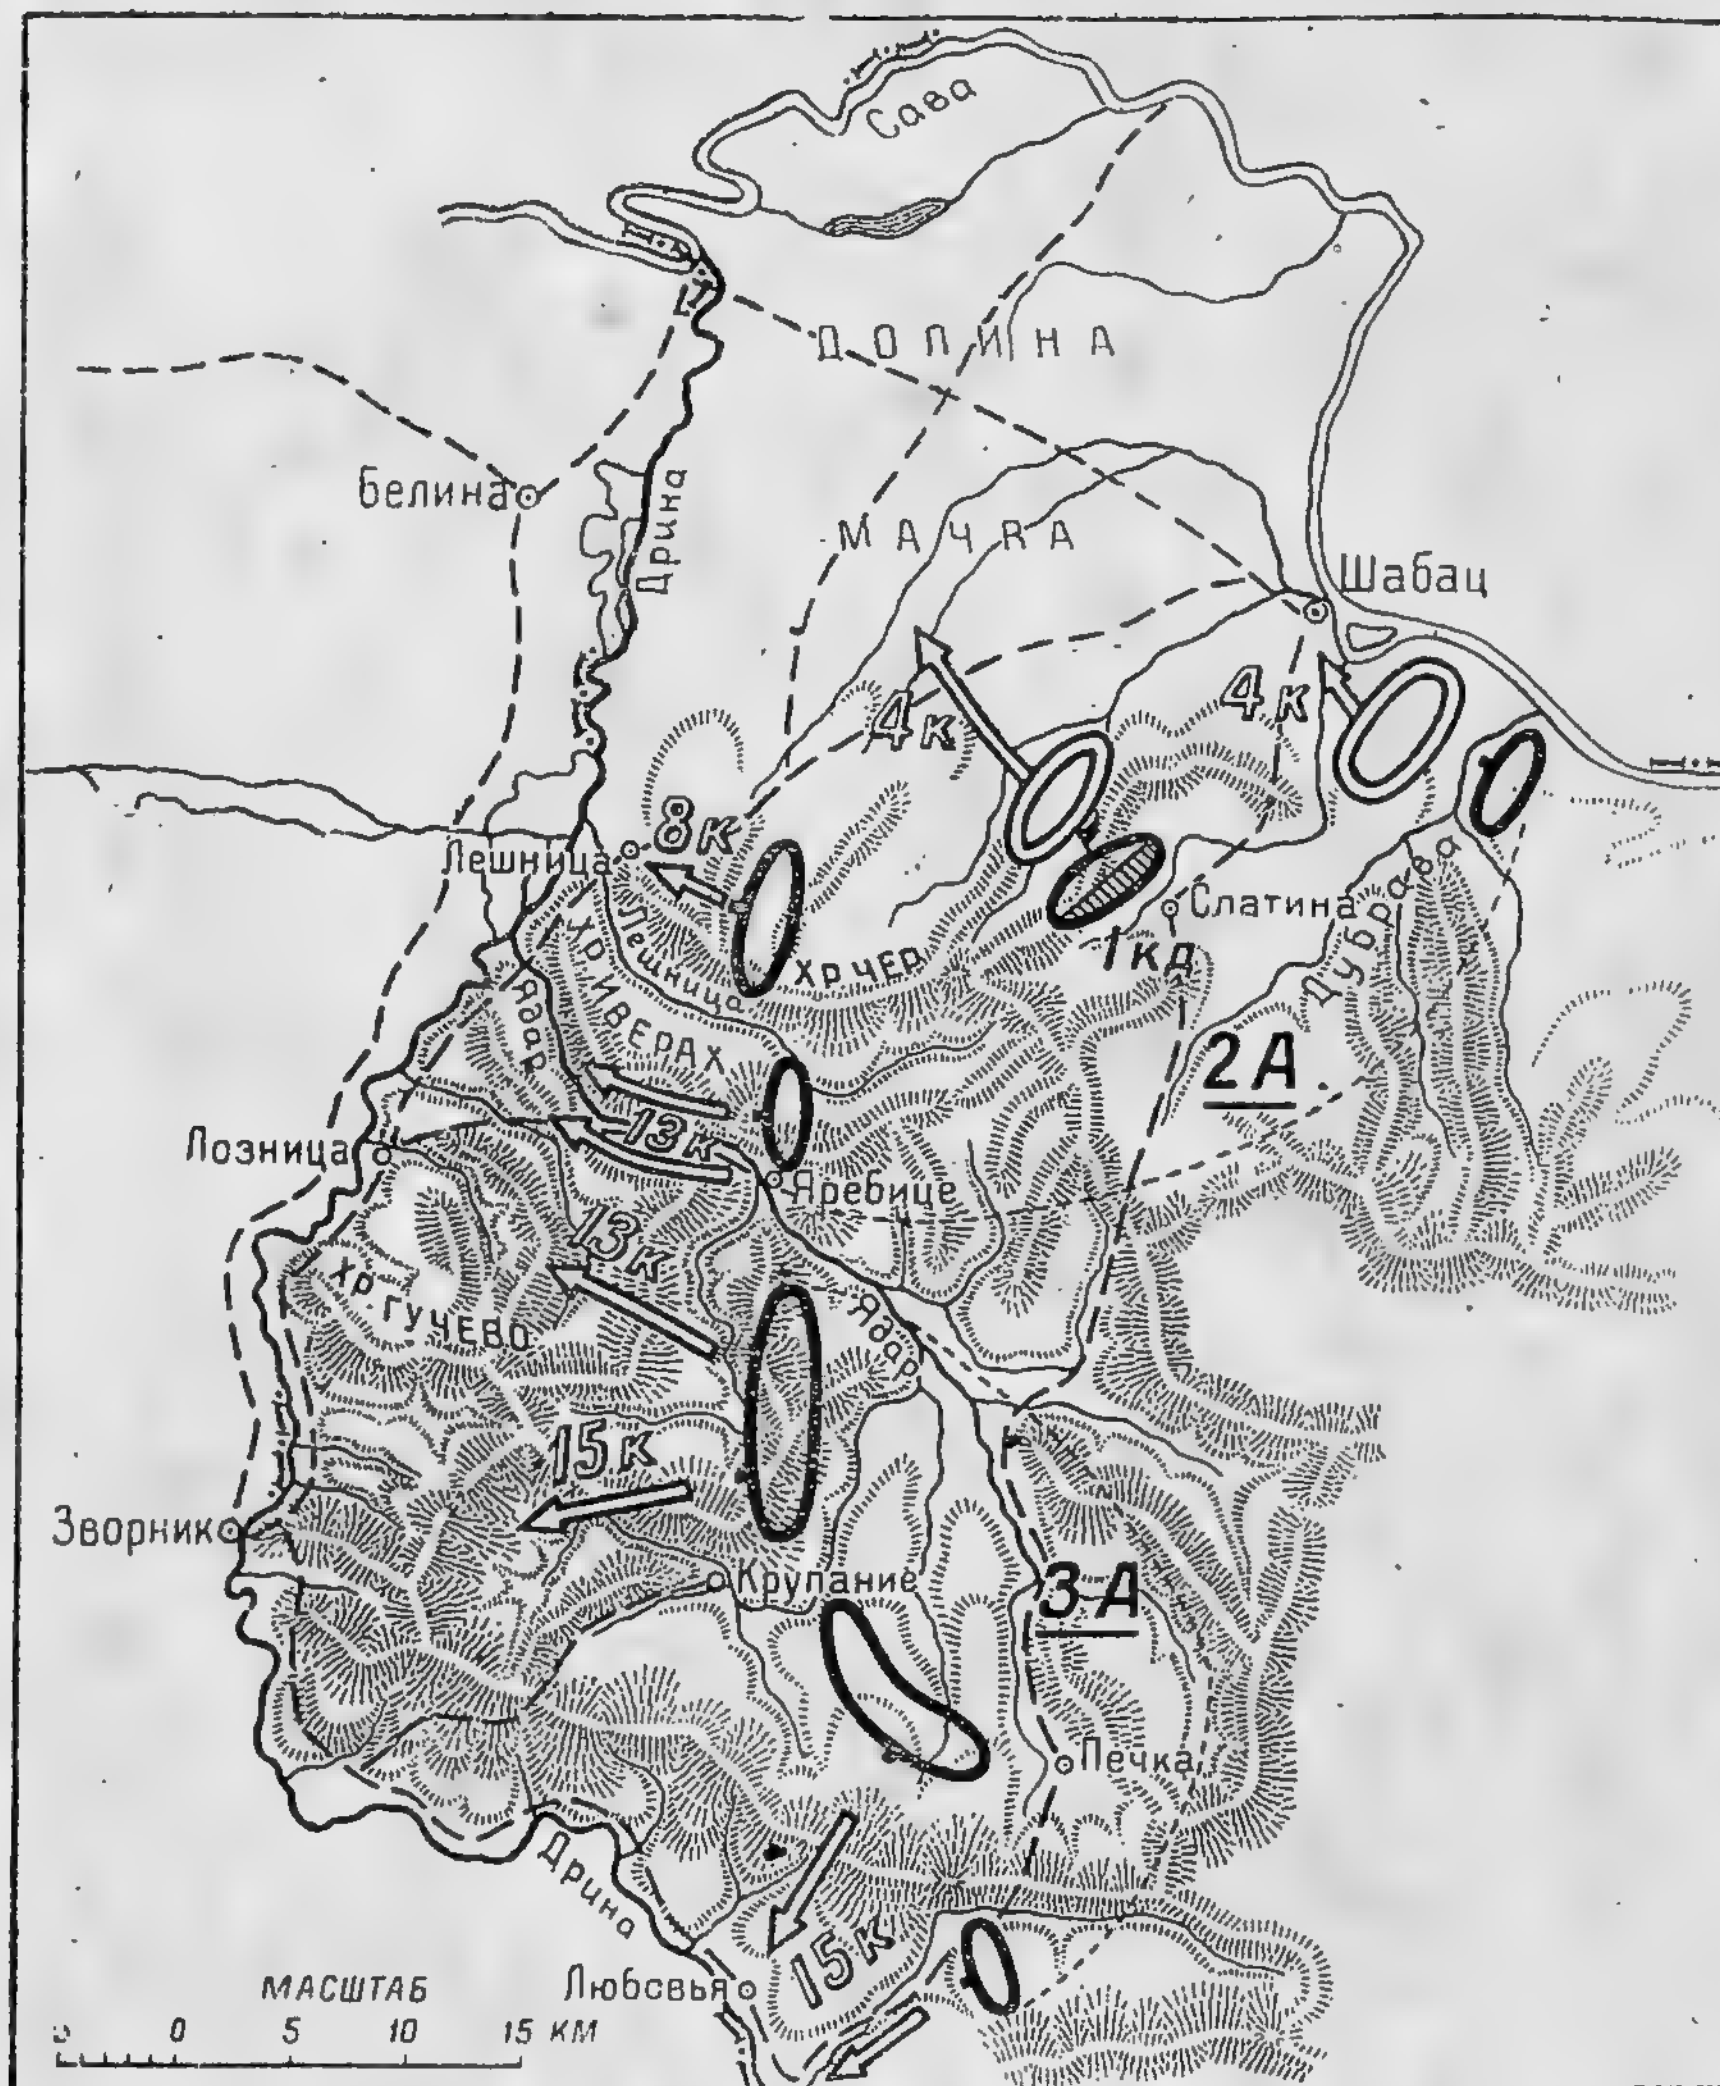 Сава
ДОЛИНА
Белина
Дрина
МАЧВА
Шабац
4к
4к
8к
Лешница
Слатина
Лешница
ХР. ИВЕРАХ
ХР. ЧЕР
1кд
Дубрава
Ядар
2А
13к
Лозница
Яребице
13к
ХР. ГУЧЕВО
Ядар
15к
Зворник
Крупание
3А
Печка
Дрина
15к
Любовья
МАСШТАБ
5 0 5 10 15 КМ